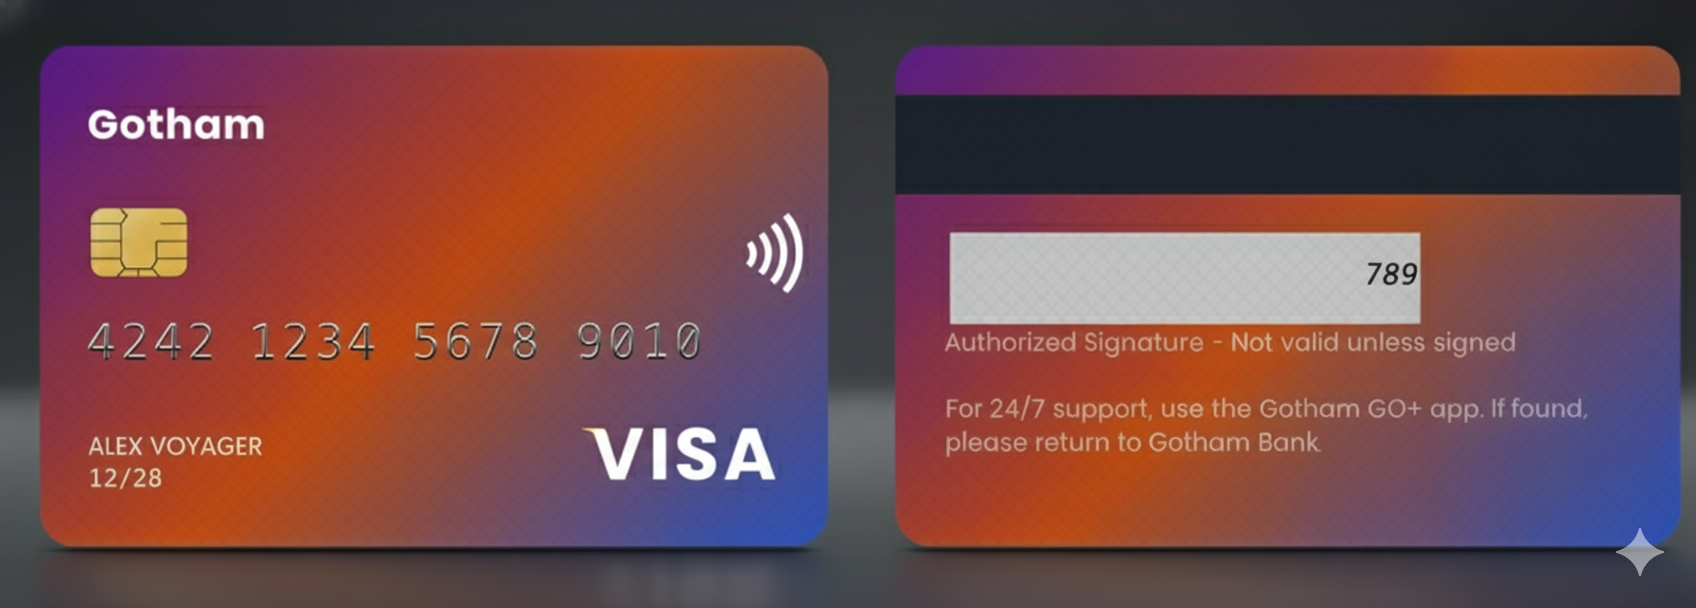 Gotham
4242 1234 5678 9010
ALEX VOYAGER
12/28
VISA
789
Authorized Signature - Not valid unless signed
For 24/7 support, use the Gotham GO+ app. If found,
please return to Gotham Bank